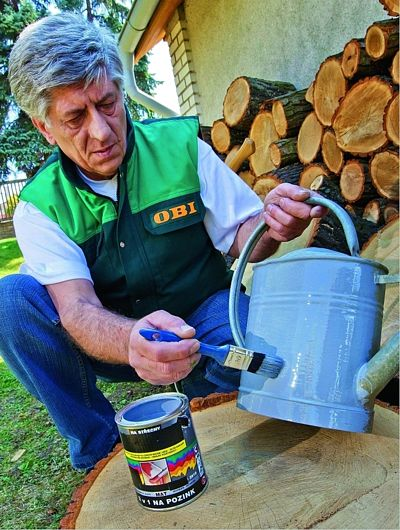 OBI
NA STŘECHY
MAT
V 1 NA POZINK